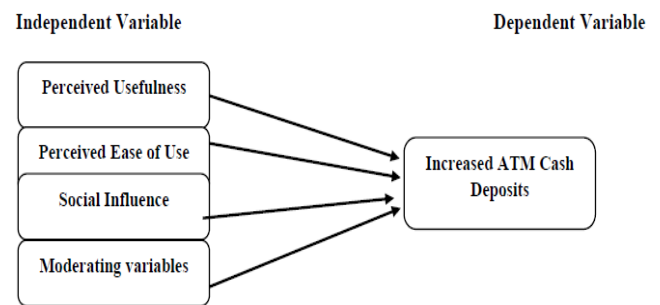 Independent Variable
Dependent Variable
Perceived Usefulness
Perceived Ease of Use
Social Influence
Moderating variables
Increased ATM Cash
Deposits